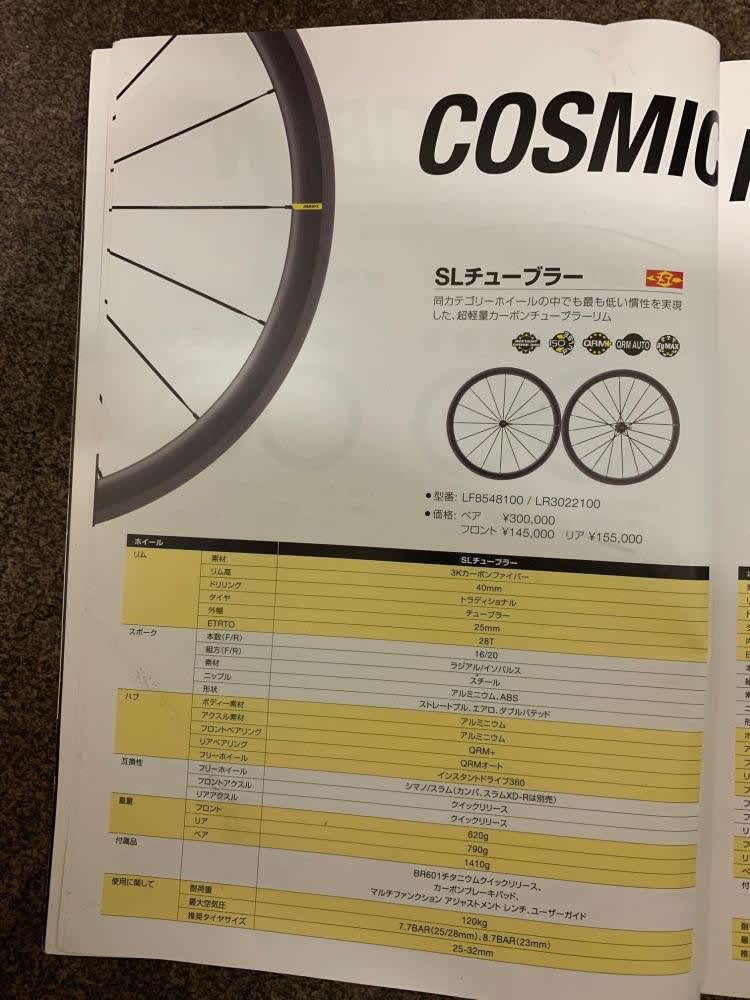 COSMIC
MAVIC
SLチューブラー
同カテゴリーホイールの中でも最も低い慣性を実現
した、超軽量カーボンチューブラーリム
ISO QRM+ QRM AUTO
● 型番: LF8548100 / LR3022100
● 価格: ペア ¥300,000
フロント ¥145,000 リア ¥155,000
ホイール SLチューブラー
リム 素材 3Kカーボンファイバー
リム高 40mm
ドリリング トラディショナル
タイヤ チューブラー
外幅 25mm
ETRTO 28T
スポーク 本数(F/R) 16/20
組方(F/R) ラジアル/イソパルス
素材 スチール
ニップル アルミニウム、ABS
形状 ストレートプル、エアロ、ダブルバテッド
ハブ ボディー素材 アルミニウム
アクスル素材 アルミニウム
フロントベアリング QRM+
リアベアリング QRMオート
フリーホイール インスタントドライブ360
互換性 フリーホイール シマノ/スラム(カンパ、スラムXD-Rは別売)
フロントアクスル クイックリリース
リアアクスル クイックリリース
重量 フロント 620g
リア 790g
ペア 1410g
付属品 BR601チタニウムクイックリリース、
カーボンブレーキパッド、
マルチファンクション アジャストメント レンチ、ユーザーガイド
使用に関して 耐荷重 120kg
最大空気圧 7.7BAR(25/28mm)、8.7BAR(23mm)
推奨タイヤサイズ 25-32mm